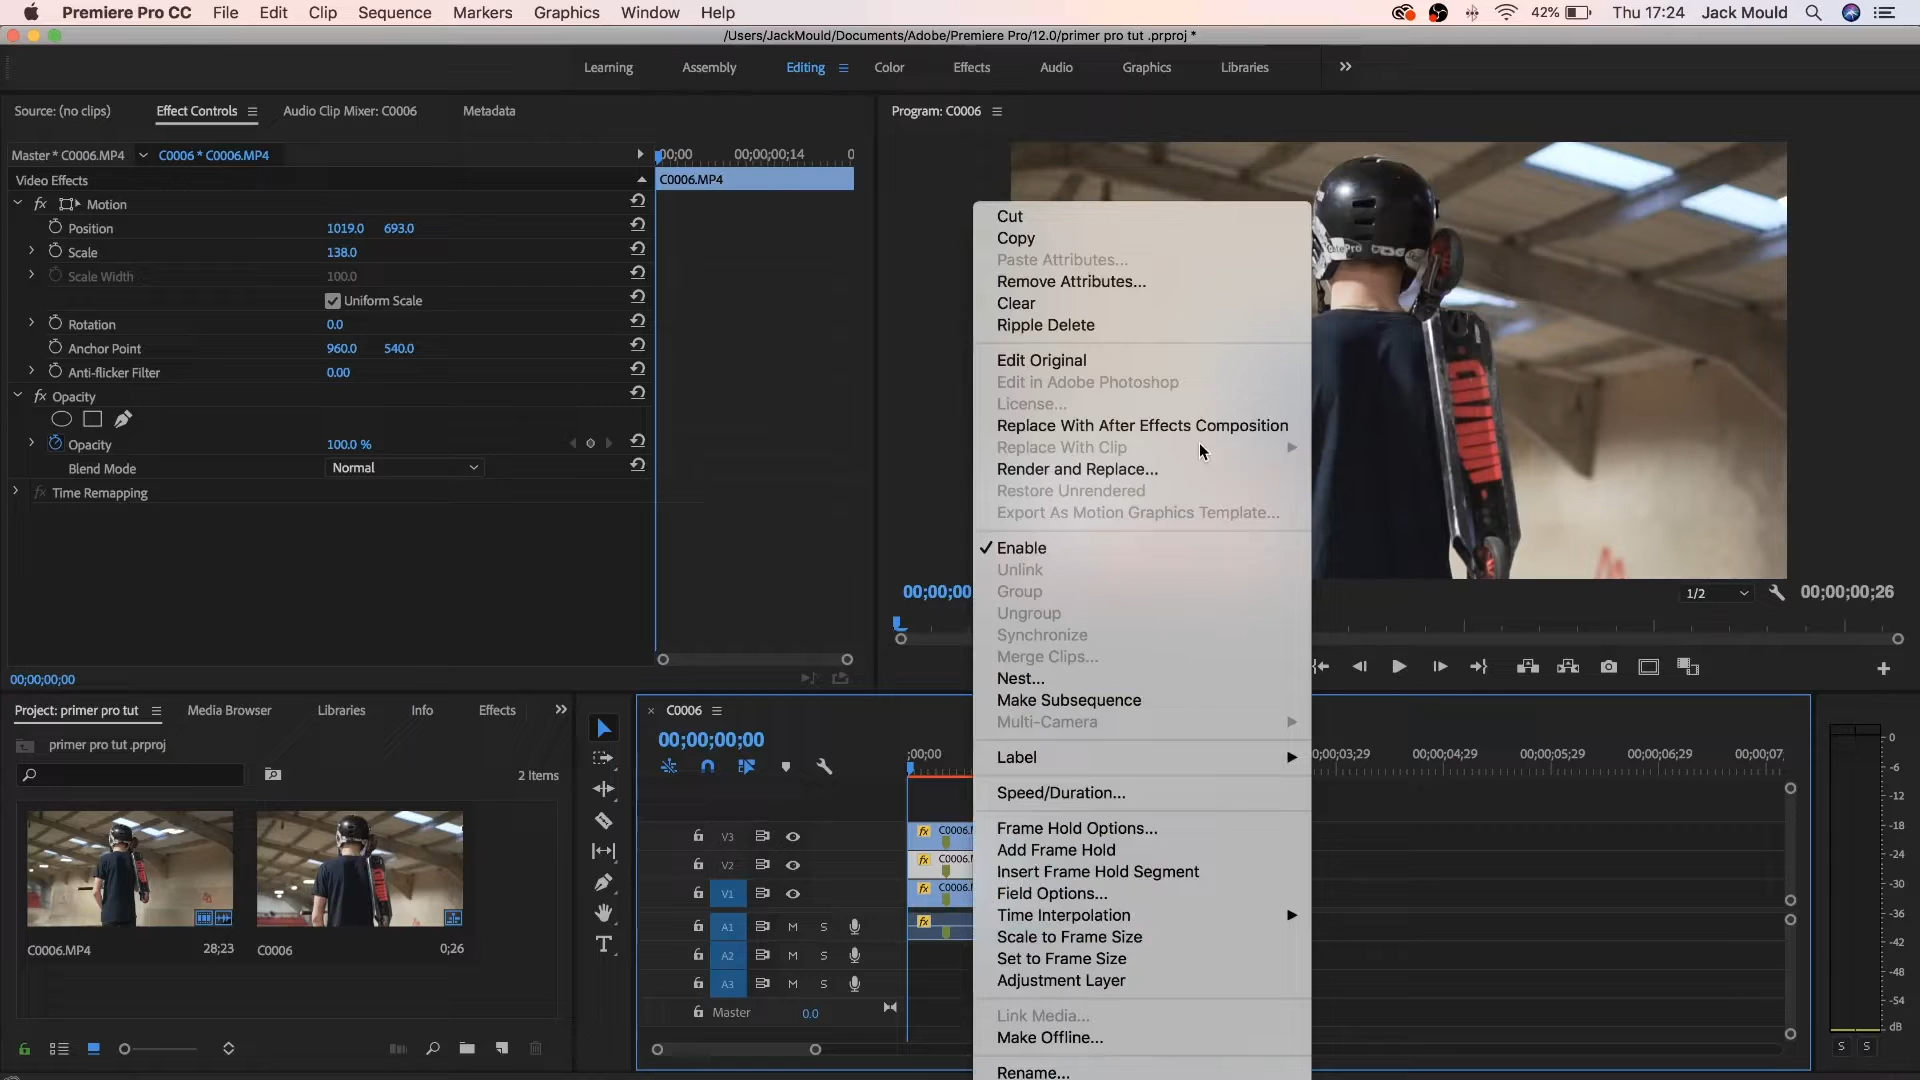 Premiere Pro CC File Edit Clip Sequence Markers Graphics Window Help 42% Thu 17:24 Jack Mould
/Users/JackMould/Documents/Adobe/Premiere Pro/12.0/primer pro tut .prproj *
Learning Assembly Editing Color Effects Audio Graphics Libraries
Source: (no clips) Effect Controls Audio Clip Mixer: C0006 Metadata
Program: C0006
Master * C0006.MP4 C0006 * C0006.MP4
00;00 00;00;00;14 0
Video Effects
C0006.MP4
fx Motion
Position 1019.0 693.0
Scale 138.0
Scale Width 100.0
Uniform Scale
Rotation 0.0
Anchor Point 960.0 540.0
Anti-flicker Filter 0.00
fx Opacity
Opacity 100.0 %
Blend Mode Normal
fx Time Remapping
00;00;00;00
Cut
Copy
Paste Attributes...
Remove Attributes...
Clear
Ripple Delete
Edit Original
Edit in Adobe Photoshop
License...
Replace With After Effects Composition
Replace With Clip
Render and Replace...
Restore Unrendered
Export As Motion Graphics Template...
Enable
Unlink
Group
Ungroup
Synchronize
Merge Clips...
Nest...
Make Subsequence
Multi-Camera
Label
Speed/Duration...
Frame Hold Options...
Add Frame Hold
Insert Frame Hold Segment
Field Options...
Time Interpolation
Scale to Frame Size
Set to Frame Size
Adjustment Layer
Link Media...
Make Offline...
Rename...
00;00;00 1/2 00;00;00;26
Project: primer pro tut Media Browser Libraries Info Effects
primer pro tut .prproj
2 Items
C0006.MP4 28;23
C0006 0;26
C0006
00;00;00;00
;00;00 0;00;03;29 00;00;04;29 00;00;05;29 00;00;06;29 00;00;07;
V3 fx C0006.
V2 fx C0006.
V1 V1 fx C0006.
A1 M S fx
A2 M S
A3 M S
Master 0.0
0
-6
-12
-18
-24
-30
-36
-42
-48
-54
dB
S S